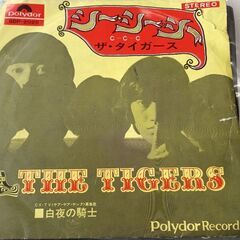 Polydor
シー・シー・シー
STEREO
C・C・C
ザ・タイガース
THE TIGERS
■白夜の騎士
Polydor Record